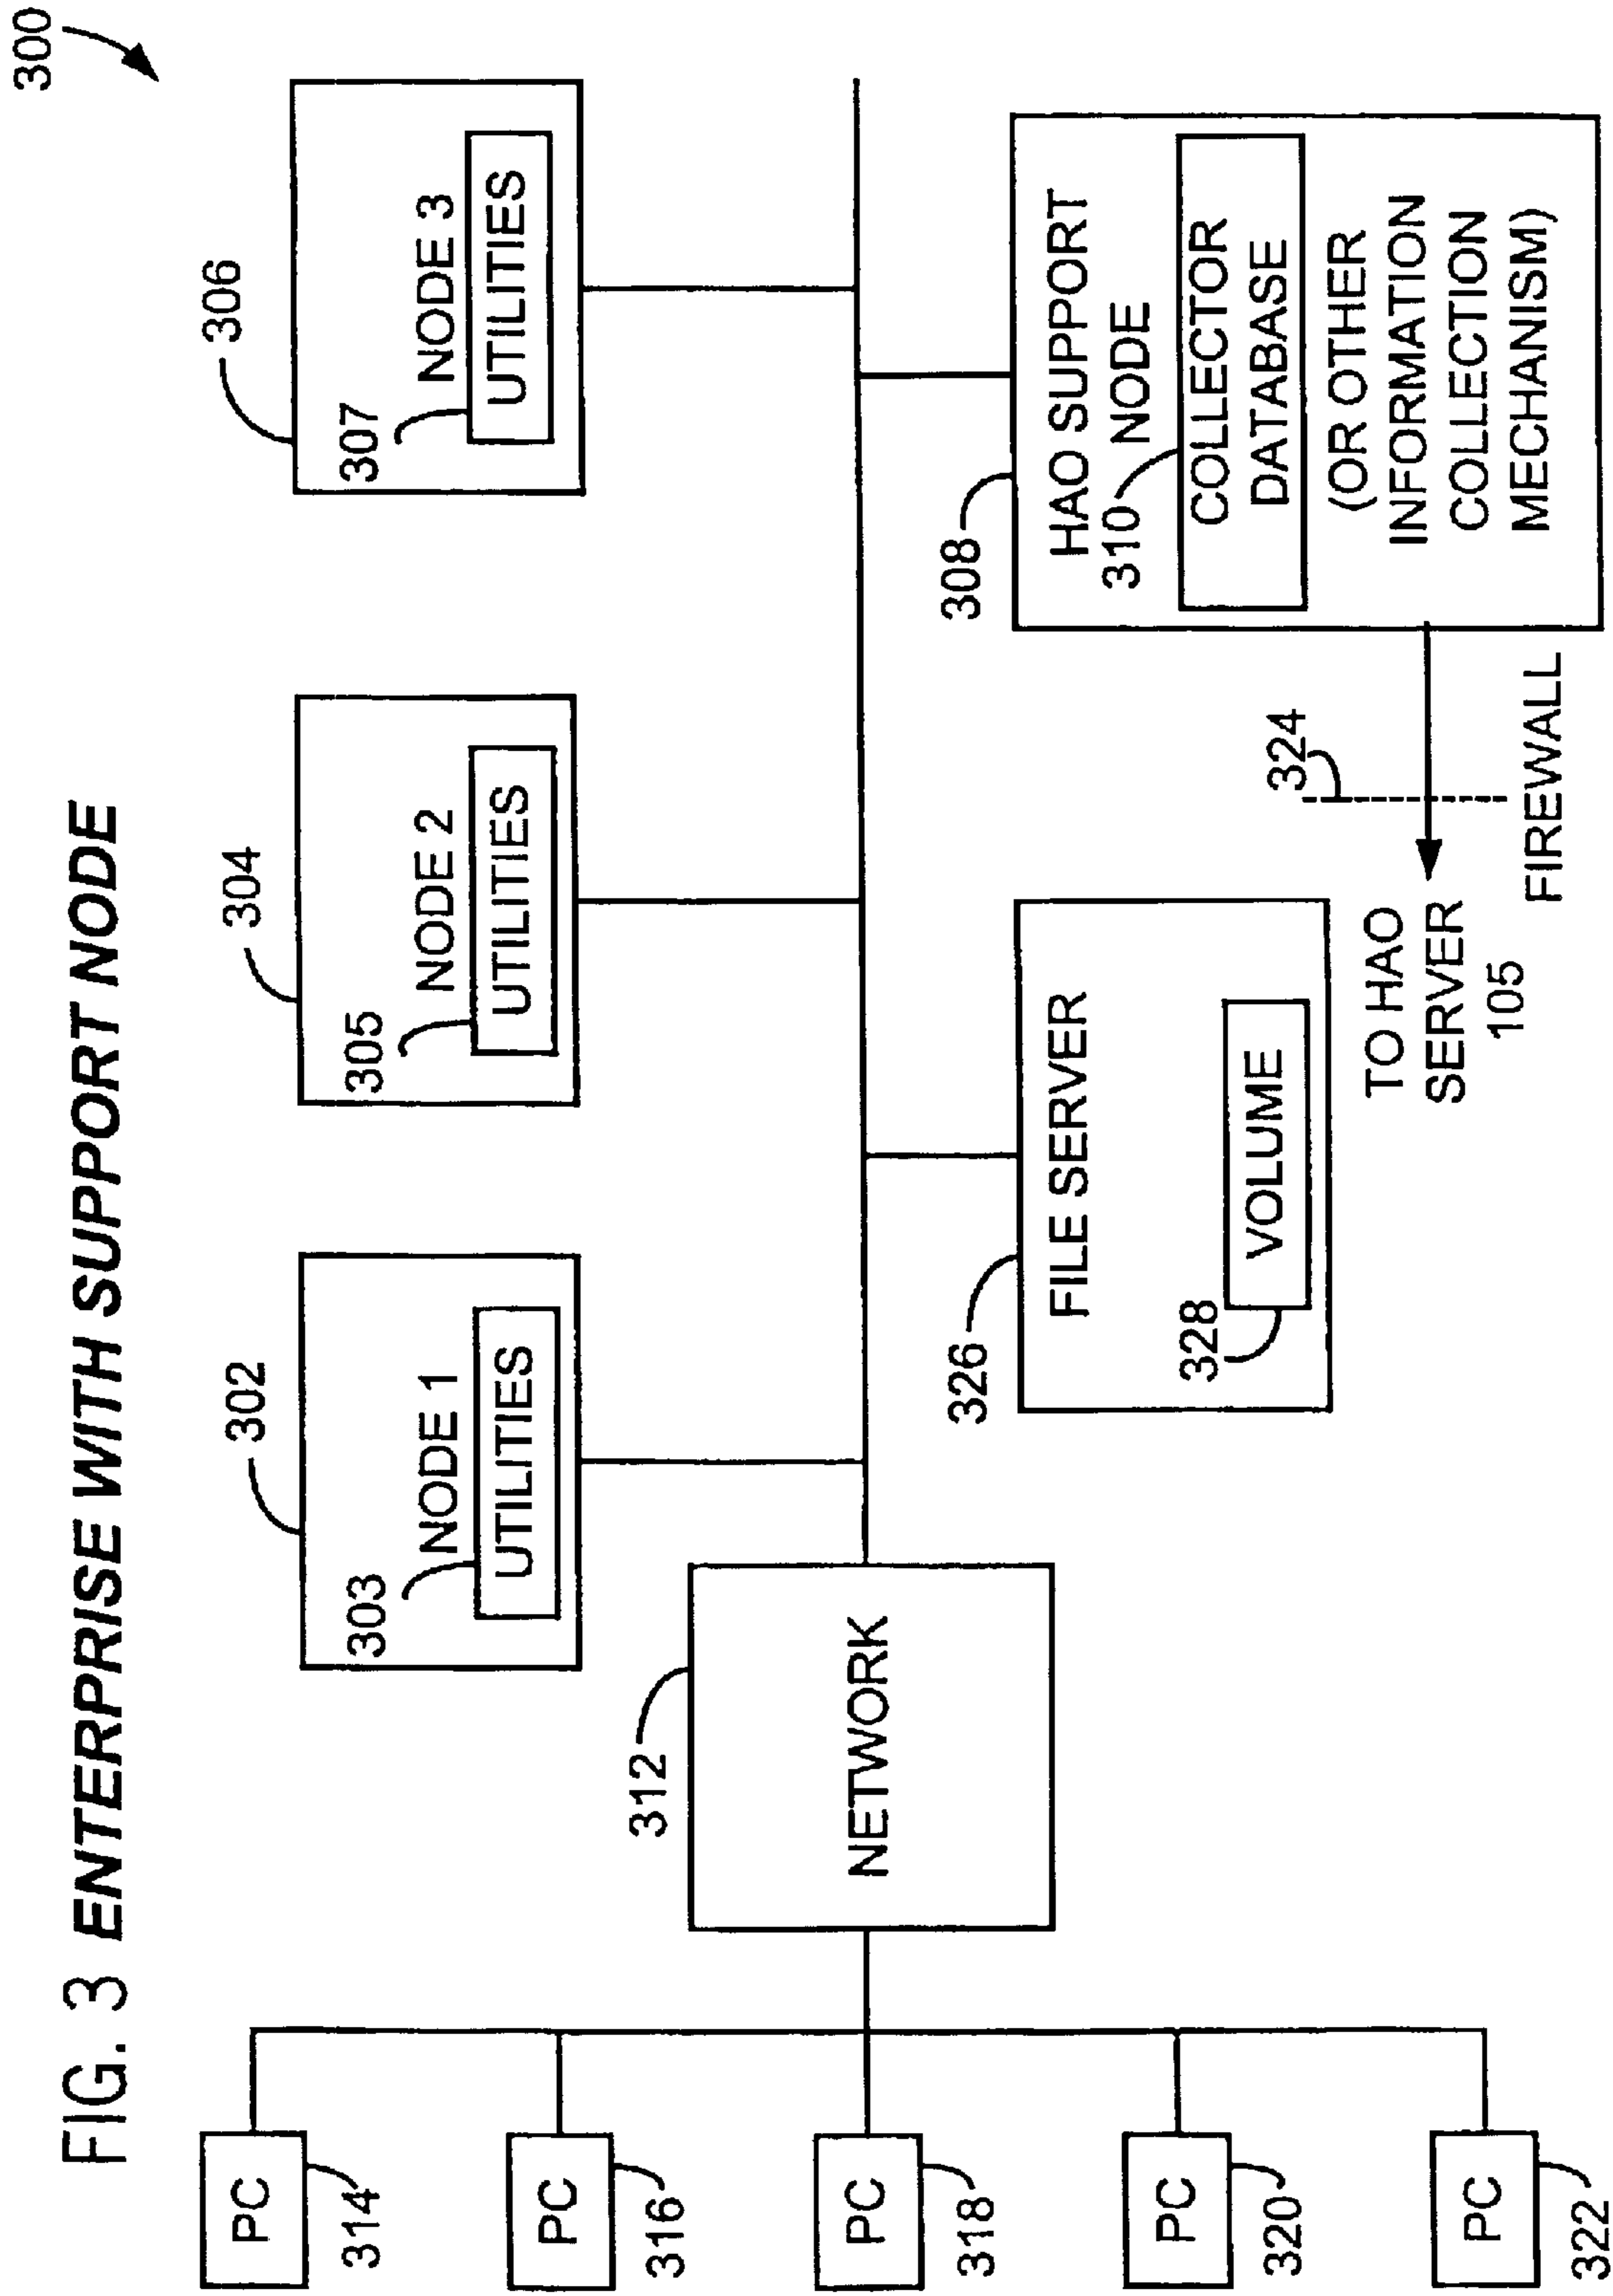 FIG. 3 ENTERPRISE WITH SUPPORT NODE
300
302
304
306
303
NODE 1
UTILITIES
305
NODE 2
UTILITIES
307
NODE 3
UTILITIES
312
NETWORK
PC
314
PC
316
PC
318
PC
320
PC
322
326
FILE SERVER
328
VOLUME
308
HAO SUPPORT
NODE
310
COLLECTOR
DATABASE
(OR OTHER
INFORMATION
COLLECTION
MECHANISM)
324
FIREWALL
TO HAO
SERVER
105